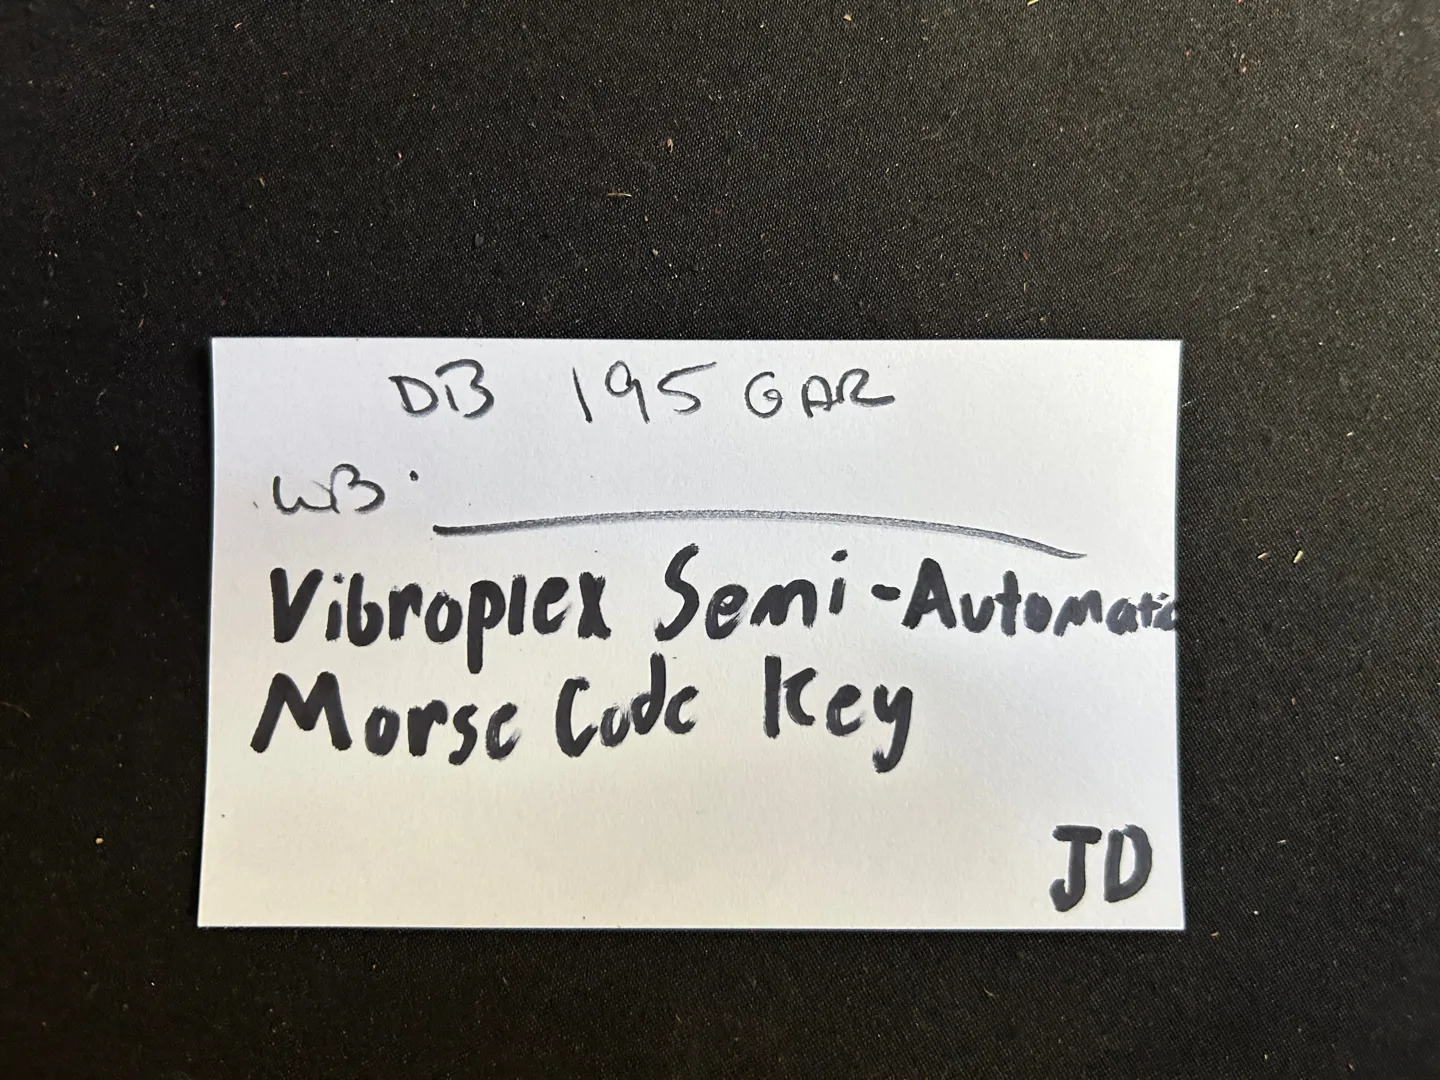 DB 195 GAR
WB.
Vibroplex Semi-Automatic
Morse Code Key
JD